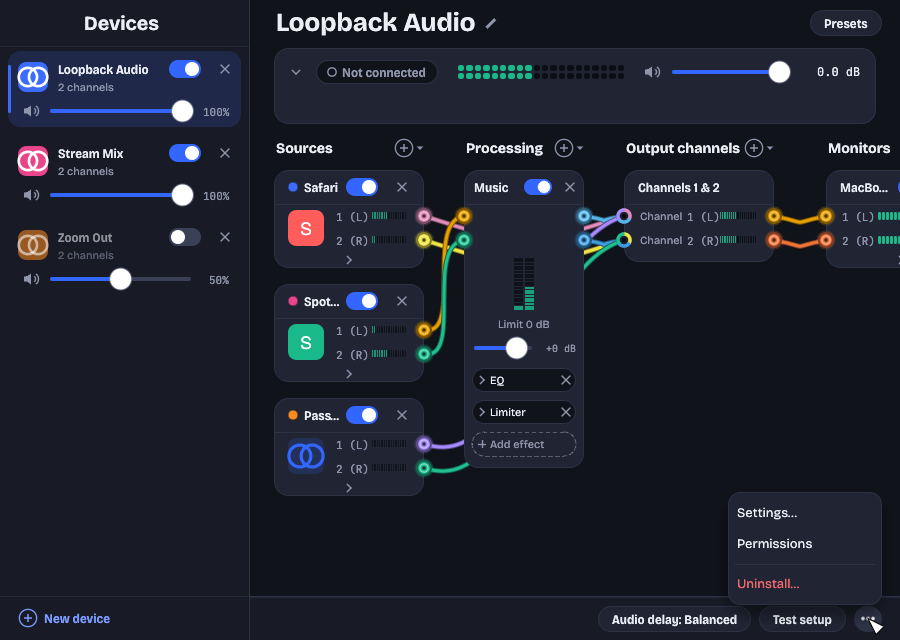 Devices
Loopback Audio
2 channels
100%
Stream Mix
2 channels
100%
Zoom Out
2 channels
50%
New device
Loopback Audio
Presets
Not connected
0.0 dB
Sources
Processing
Output channels
Monitors
Safari
S
1 (L)
2 (R)
Spot...
S
1 (L)
2 (R)
Pass...
1 (L)
2 (R)
Music
Limit 0 dB
+0 dB
EQ
Limiter
Add effect
Channels 1 & 2
Channel 1 (L)
Channel 2 (R)
MacBo...
1 (L)
2 (R)
Settings...
Permissions
Uninstall...
Audio delay: Balanced
Test setup